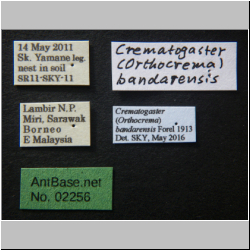 14 May 2011
Sk. Yamane leg.
nest in soil
SR11-SKY-11
Crematogaster
(Orthocrema)
bandarensis
Lambir N.P.
Miri, Sarawak
Borneo
E Malaysia
Crematogaster
(Orthocrema)
bandarensis Forel 1913
Det. SKY, May 2016
AntBase.net
No. 02256